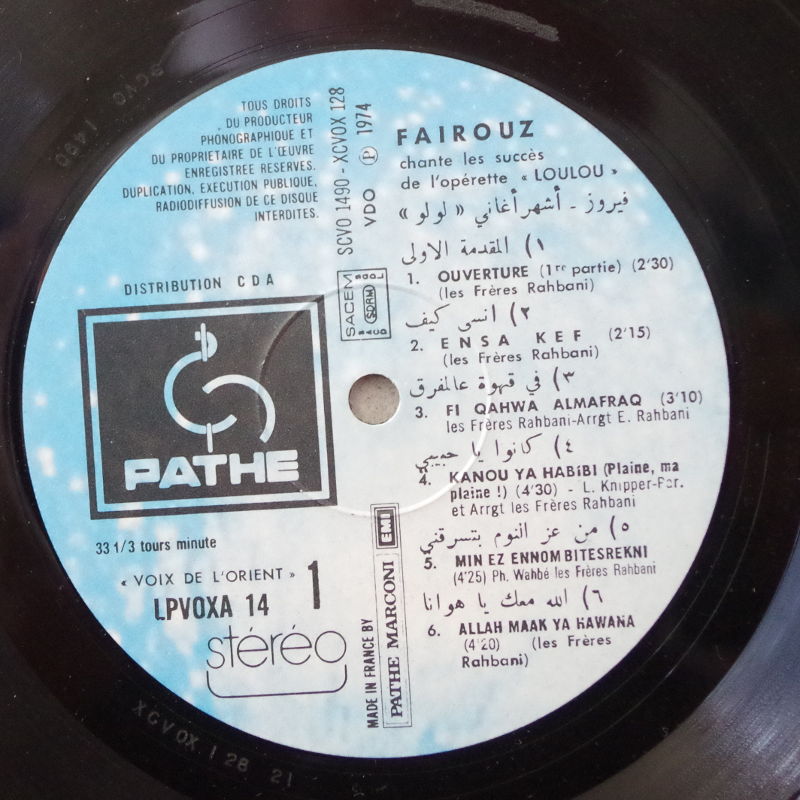 TOUS DROITS
DU PRODUCTEUR
PHONOGRAPHIQUE ET
DU PROPRIETAIRE DE L'ŒUVRE
ENREGISTREE RESERVES.
DUPLICATION, EXECUTION PUBLIQUE,
RADIODIFFUSION DE CE DISQUE
INTERDITES.
SCVO 1490 - XCVOX 128
VDO Ⓟ 1974
FAIROUZ
chante les succès
de l'opérette « LOULOU »
فيروز - أشهر أغاني « لولو »
١) المقدمة الاولى
1. OUVERTURE (1re partie) (2'30)
(les Frères Rahbani)
٢) انسى كيف
2. ENSA KEF (2'15)
(les Frères Rahbani)
٣) في قهوة عالمفرق
3. FI QAHWA ALMAFRAQ (3'10)
les Frères Rahbani-Arrgt E. Rahbani
٤) كانوا يا حبيبي
4. KANOU YA HABIBI (Plaine, ma
plaine !) (4'30) - L. Knipper-For.
et Arrgt les Frères Rahbani
٥) من عز النوم بتسرقني
5. MIN EZ ENNOM BITESREKNI
(4'25) Ph. Wahbé les Frères Rahbani
٦) الله معك يا هوانا
6. ALLAH MAAK YA HAWANA
(4'20) (les Frères
Rahbani)
DISTRIBUTION CDA
SACEM SDRM
PATHE
33 1/3 tours minute
« VOIX DE L'ORIENT »
LPVOXA 14 1
stéréo
MADE IN FRANCE BY
PATHE MARCONI EMI
SCVO 1490
XCVOX 128 21